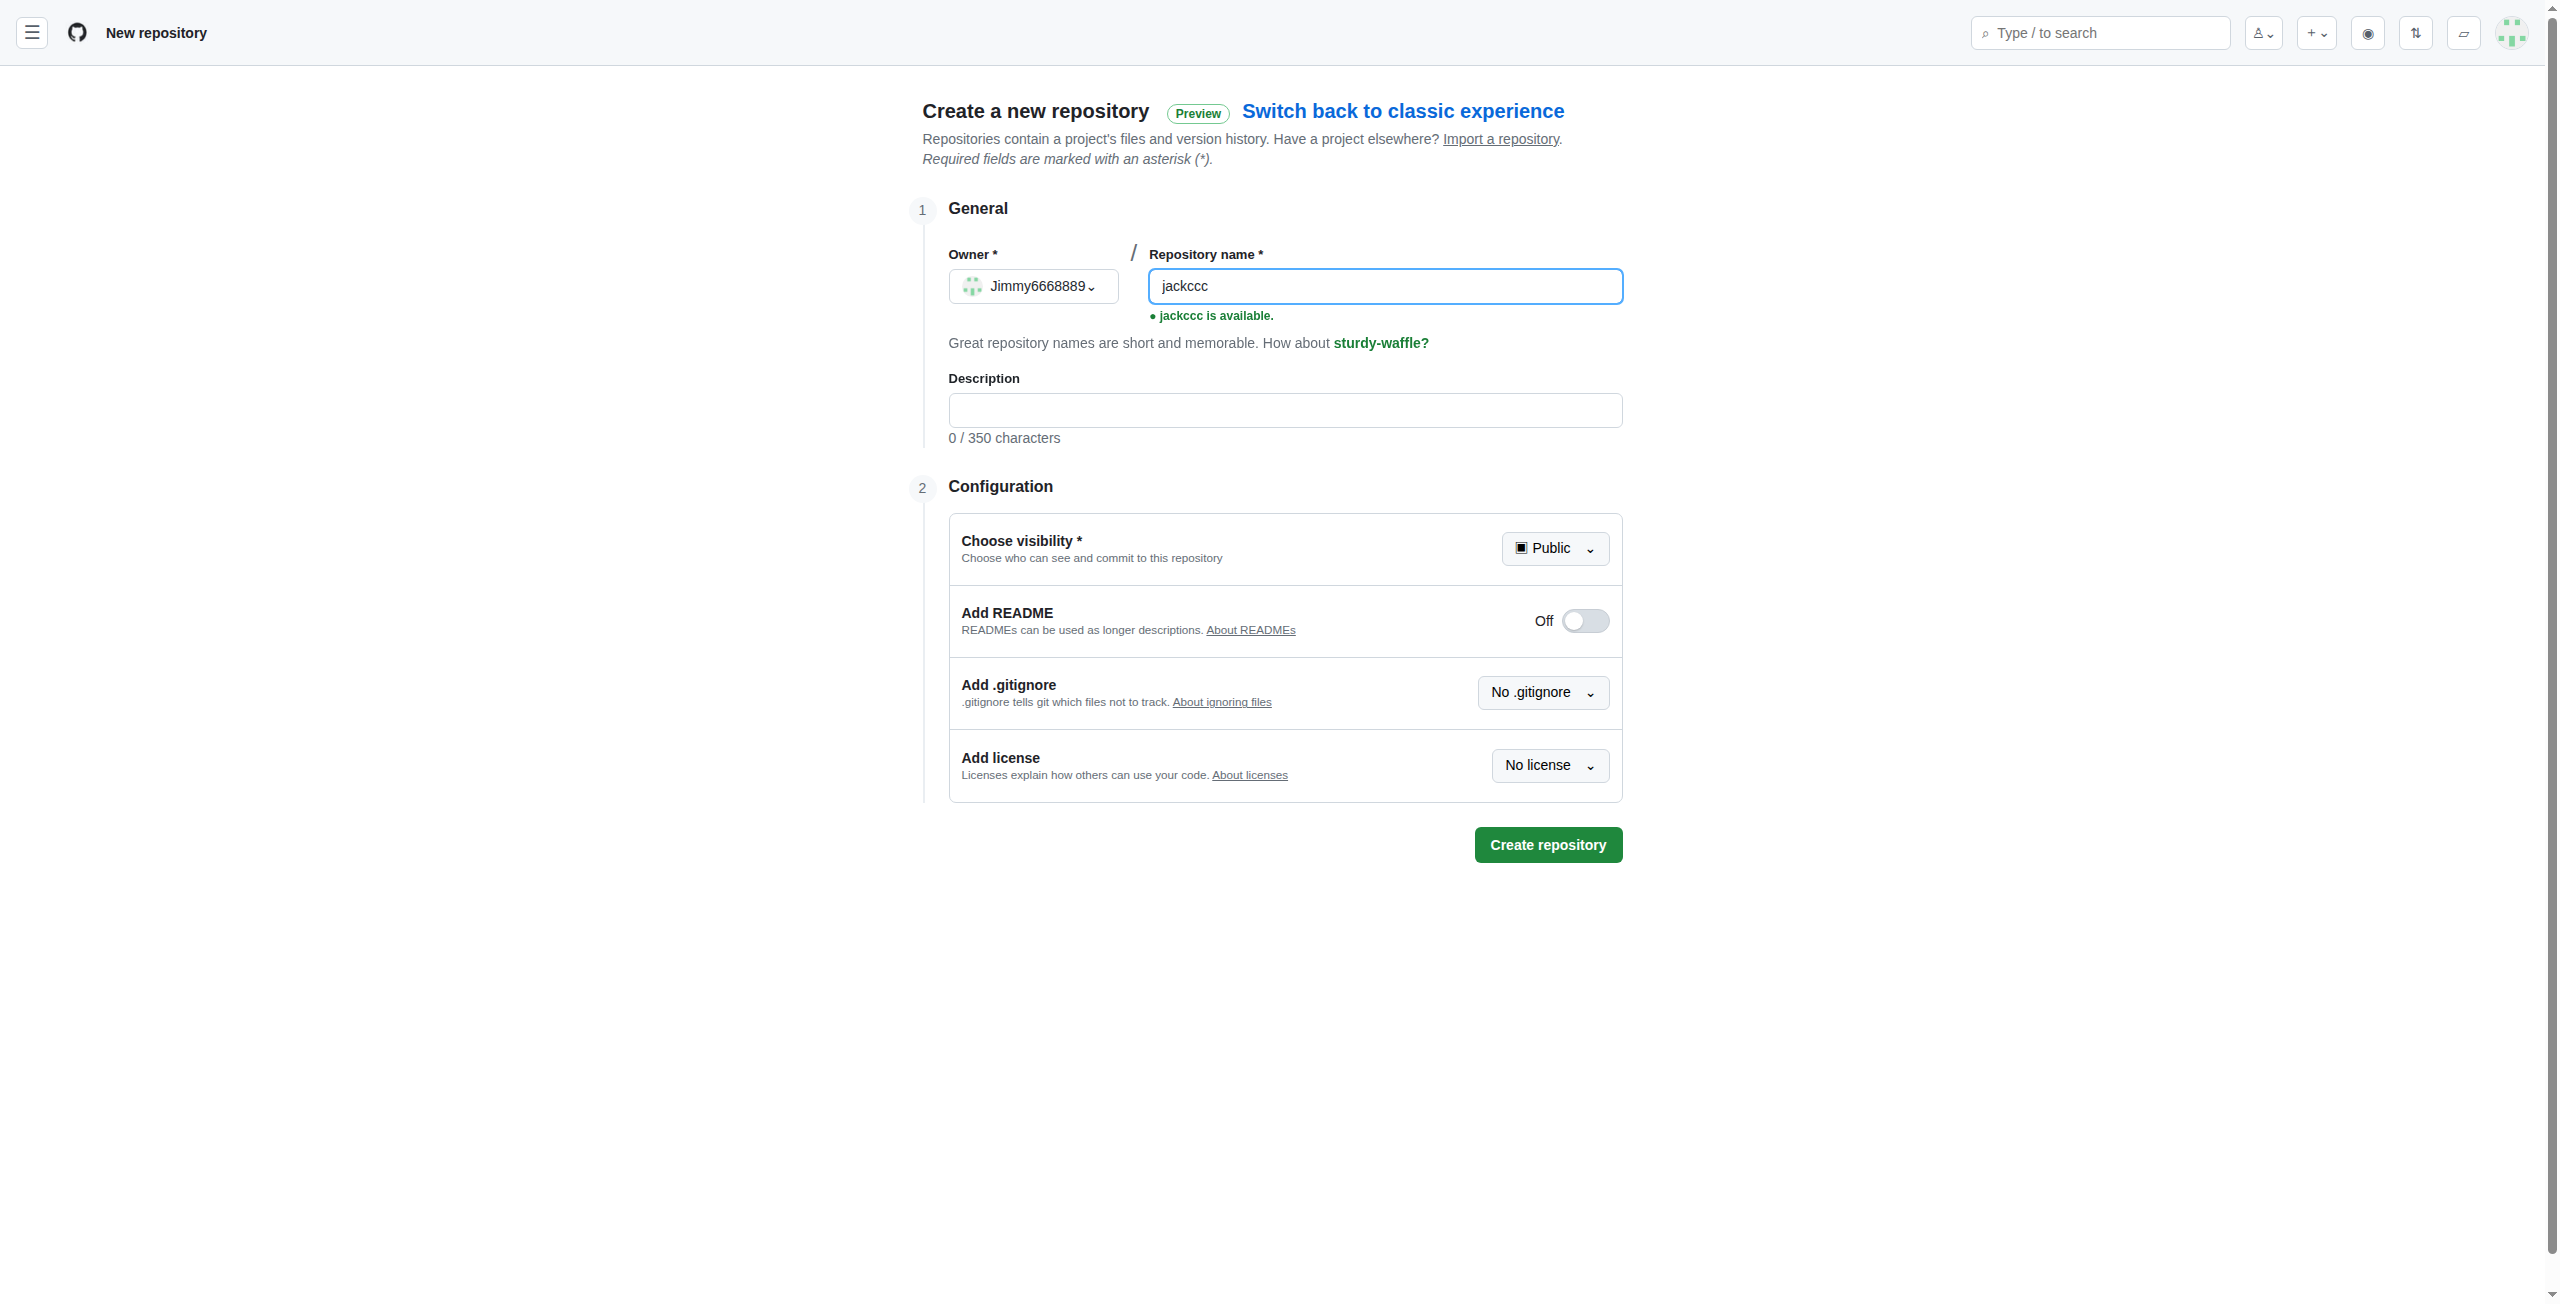 New repository
Type / to search
Create a new repository Preview Switch back to classic experience
Repositories contain a project's files and version history. Have a project elsewhere? Import a repository.
Required fields are marked with an asterisk (*).
1 General
Owner * / Repository name *
Jimmy6668889 jackccc
jackccc is available.
Great repository names are short and memorable. How about sturdy-waffle?
Description
0 / 350 characters
2 Configuration
Choose visibility *
Choose who can see and commit to this repository
Public
Add README
READMEs can be used as longer descriptions. About READMEs
Off
Add .gitignore
.gitignore tells git which files not to track. About ignoring files
No .gitignore
Add license
Licenses explain how others can use your code. About licenses
No license
Create repository